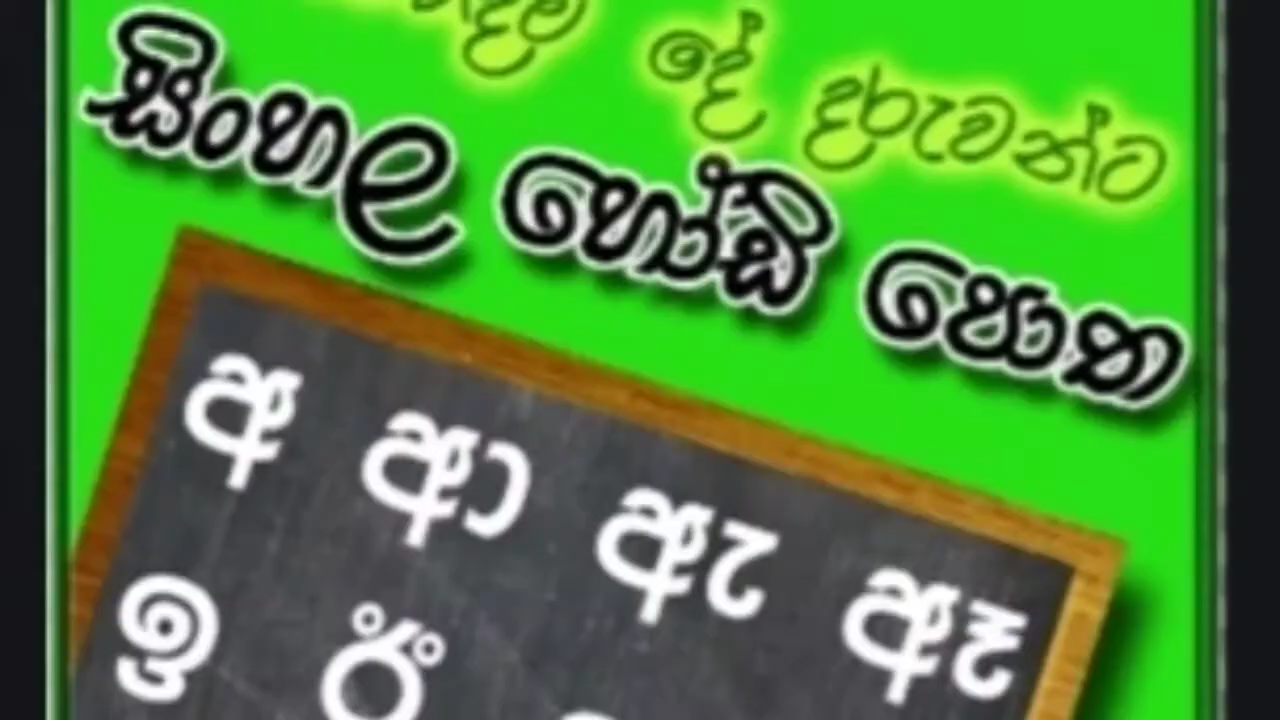 දේ දරුවන්ට
සිංහල හෝඩි පොත
අ ආ ඇ ඈ
ඉ ඊ